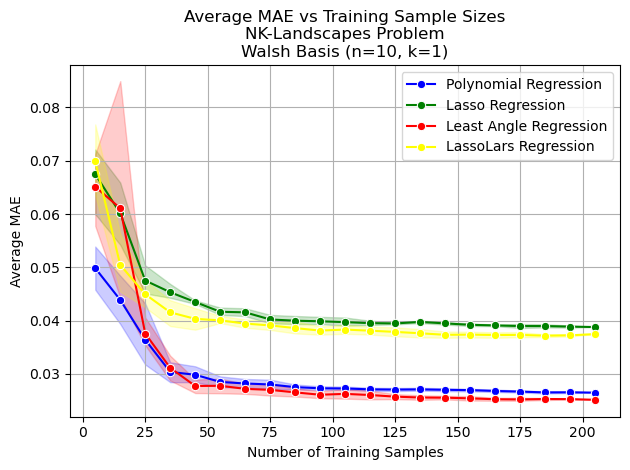 Average MAE vs Training Sample Sizes
NK-Landscapes Problem
Walsh Basis (n=10, k=1)
Polynomial Regression
Lasso Regression
Least Angle Regression
LassoLars Regression
Average MAE
0.08
0.07
0.06
0.05
0.04
0.03
0 25 50 75 100 125 150 175 200
Number of Training Samples